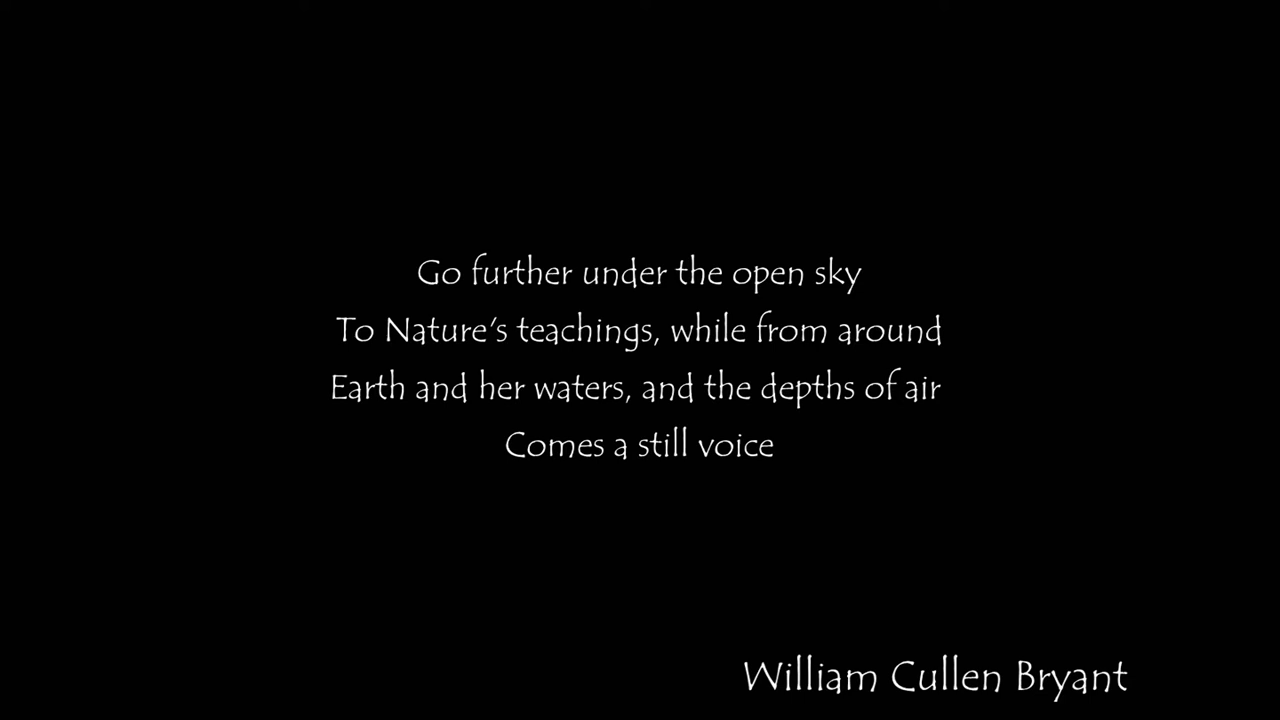 Go further under the open sky
To Nature's teachings, while from around
Earth and her waters, and the depths of air
Comes a still voice
William Cullen Bryant